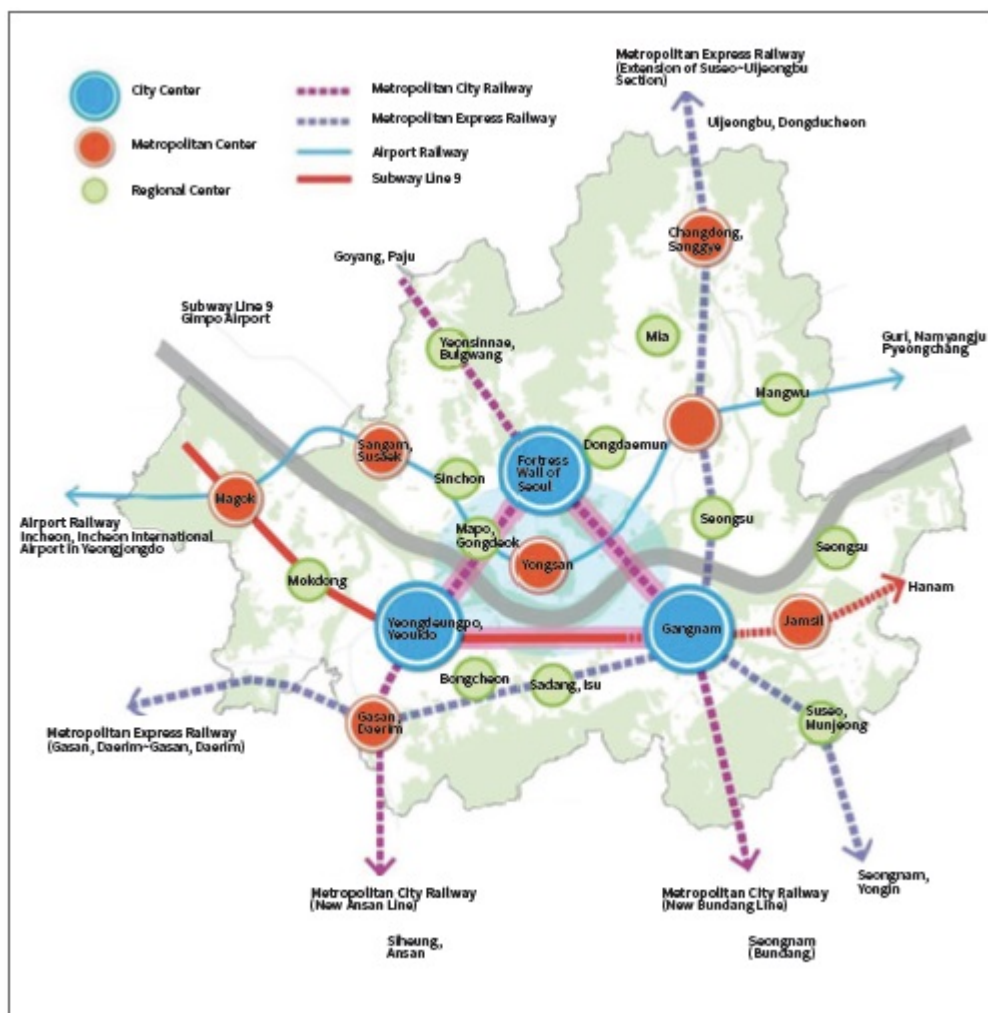 City Center
Metropolitan Center
Regional Center
Metropolitan City Railway
Metropolitan Express Railway
Airport Railway
Subway Line 9
Metropolitan Express Railway
(Extension of Suseo~Uijeongbu
Section)
Uijeongbu, Dongducheon
Changdong,
Sanggye
Goyang, Paju
Subway Line 9
Gimpo Airport
Yeonsinnae,
Bulgwang
Mia
Guri, Namyangju
Pyeongchang
Mangwu
Sangam,
Susaek
Dongdaemun
Fortress
Wall of
Seoul
Sinchon
Magok
Airport Railway
Incheon, Incheon International
Airport in Yeongjongdo
Mapo,
Gongdeok
Seongsu
Seongsu
Yongsan
Mokdong
Hanam
Yeongdeungpo,
Yeouido
Gangnam
Jamsil
Bongcheon
Sadang, Isu
Gasan,
Daerim
Suseo,
Munjeong
Metropolitan Express Railway
(Gasan, Daerim~Gasan, Daerim)
Metropolitan City Railway
(New Ansan Line)
Siheung,
Ansan
Metropolitan City Railway
(New Bundang Line)
Seongnam
(Bundang)
Seongnam,
Yongin